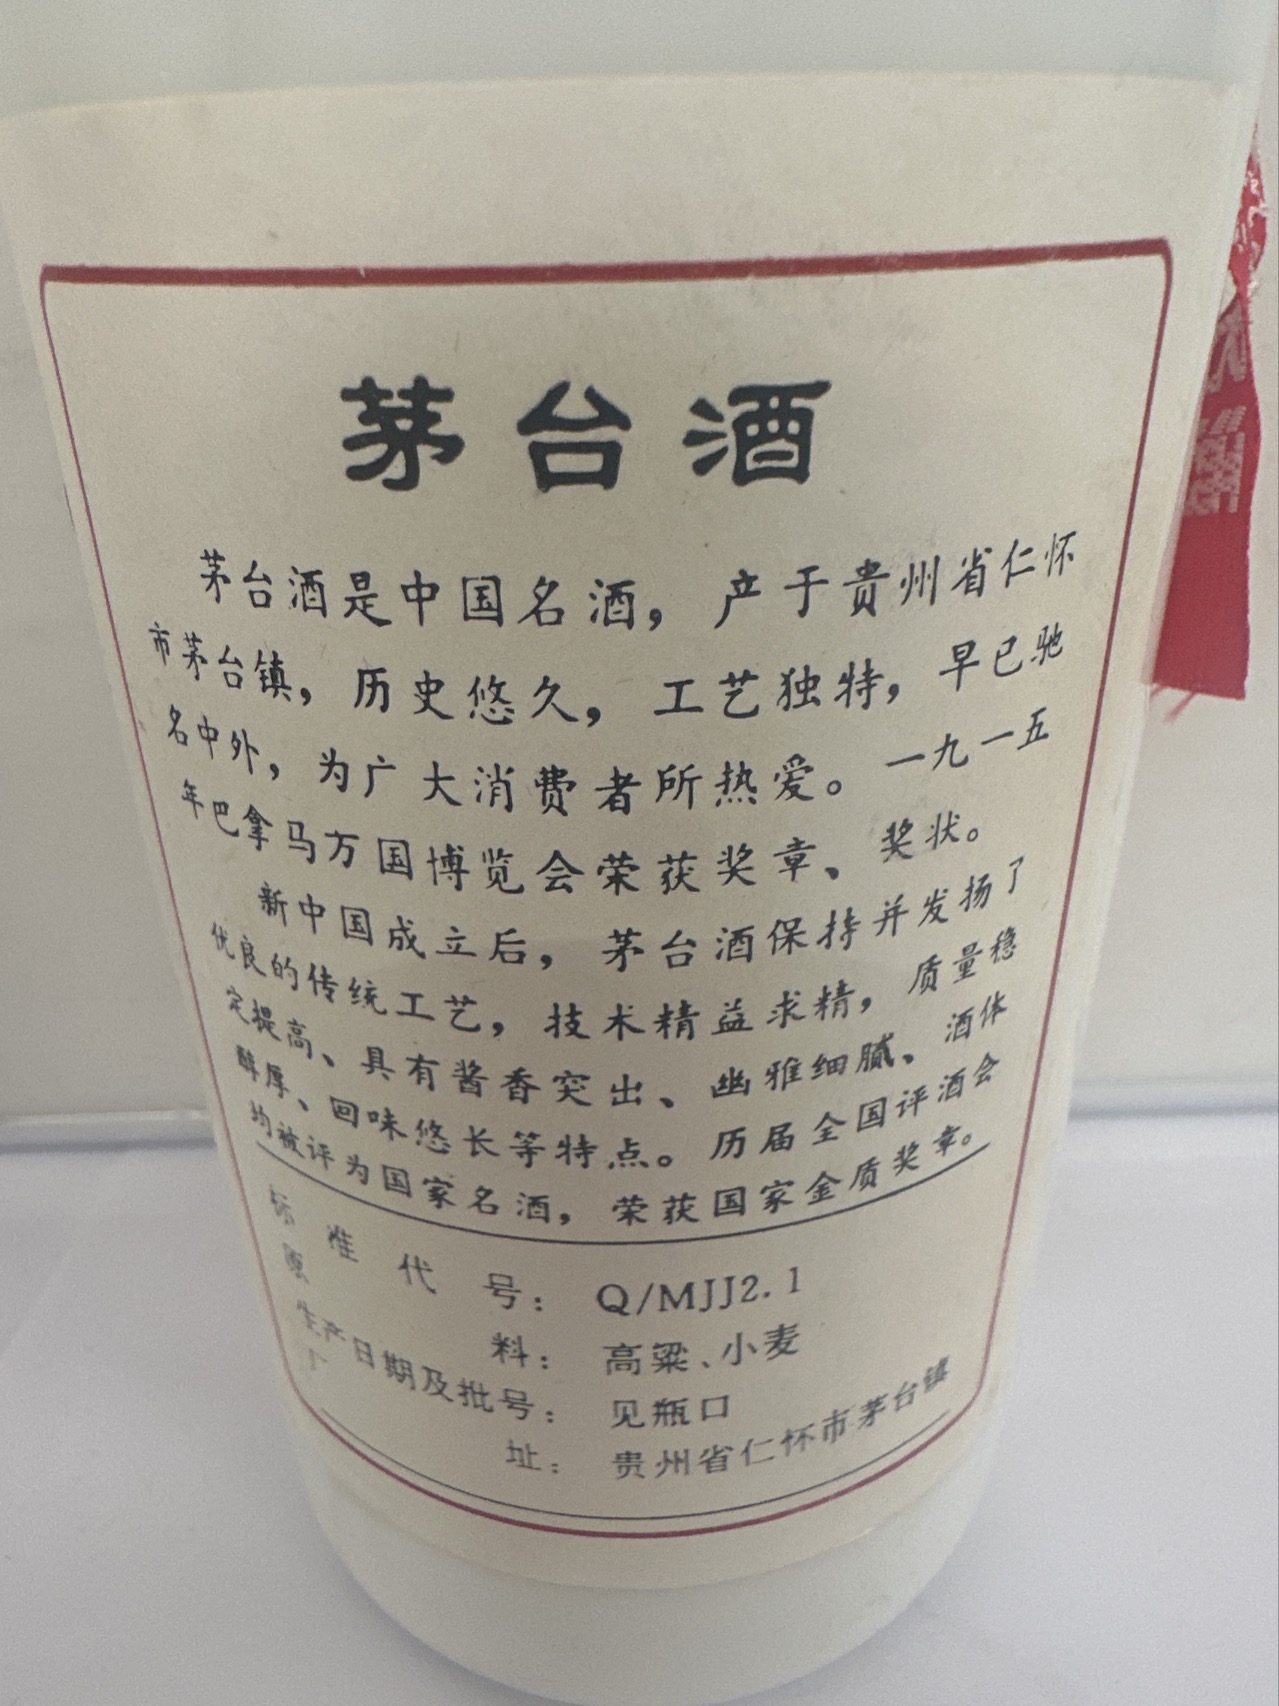 茅台酒
茅台酒是中国名酒，产于贵州省仁怀
市茅台镇，历史悠久，工艺独特，早已驰
名中外，为广大消费者所热爱。一九一五
年巴拿马万国博览会荣获奖章、奖状。
新中国成立后，茅台酒保持并发扬了
优良的传统工艺，技术精益求精，质量稳
定提高、具有酱香突出、幽雅细腻、酒体
醇厚、回味悠长等特点。历届全国评酒会
均被评为国家名酒，荣获国家金质奖章。
标准代号：Q/MJJ2.1
原料：高粱、小麦
生产日期及批号：见瓶口
厂址：贵州省仁怀市茅台镇